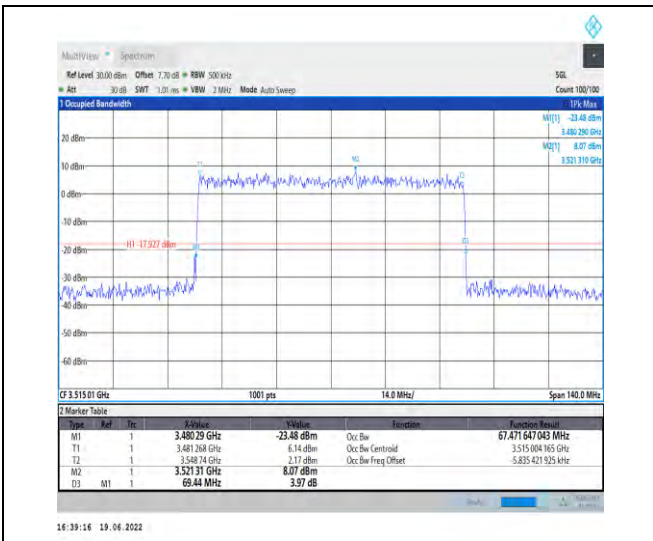 MultiView Spectrum
Ref Level 30.00 dBm Offset 7.70 dB RBW 500 kHz SGL
Att 30 dB SWT 1.01 ms VBW 2 MHz Mode Auto Sweep Count 100/100
1 Occupied Bandwidth 1Pk Max
M1[1] -23.48 dBm
3.480 290 GHz
M2[1] 8.07 dBm
3.521 310 GHz
20 dBm
10 dBm
0 dBm
-10 dBm
-20 dBm
-30 dBm
-40 dBm
-50 dBm
-60 dBm
T1
M2
T2
H1 -17.927 dBm
M1
D3
CF 3.515 01 GHz 1001 pts 14.0 MHz/ Span 140.0 MHz
2 Marker Table
Type Ref Trc X-Value Y-Value Function Function Result
M1 1 3.480 29 GHz -23.48 dBm Occ Bw 67.471 647 043 MHz
T1 1 3.481 268 GHz 6.14 dBm Occ Bw Centroid 3.515 004 165 GHz
T2 1 3.548 74 GHz 2.17 dBm Occ Bw Freq Offset -5.835 421 925 kHz
M2 1 3.521 31 GHz 8.07 dBm
D3 M1 1 69.44 MHz 3.97 dB
16:39:16 19.06.2022